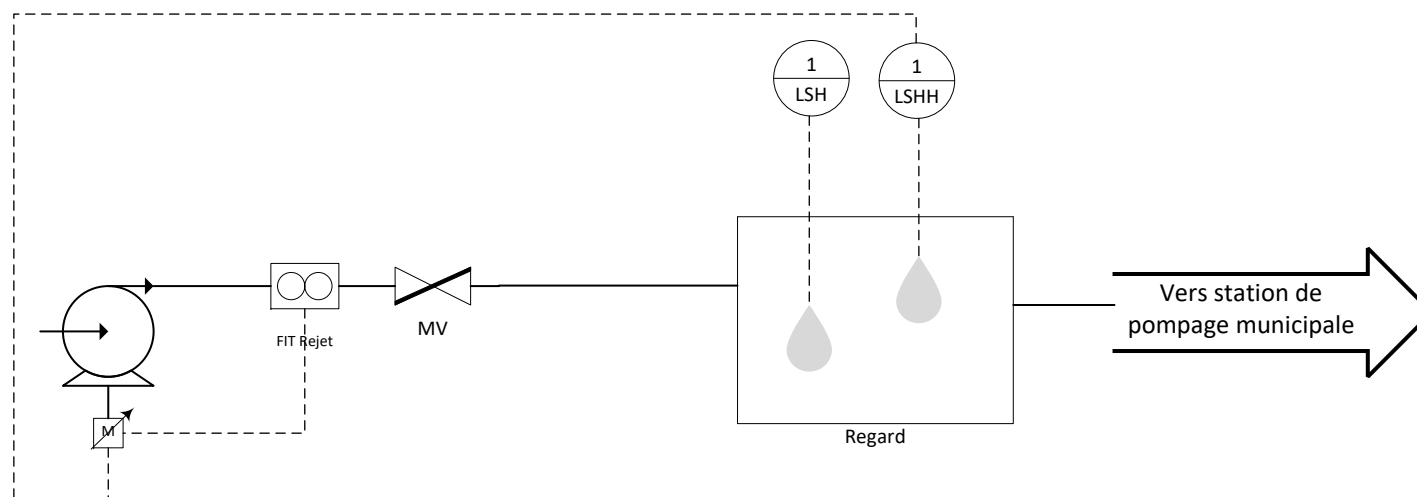 1
LSH
1
LSHH
Vers station de
pompage municipale
MV
FIT Rejet
M
Regard